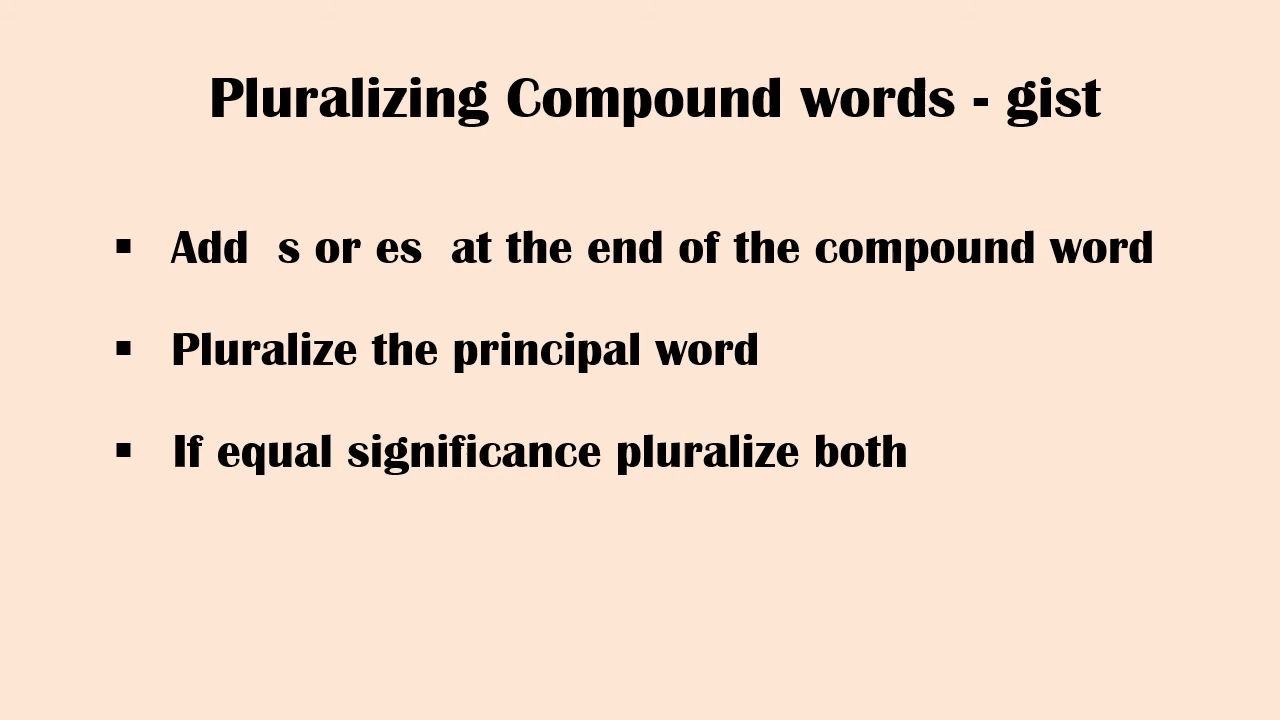 Pluralizing Compound words - gist
▪ Add s or es at the end of the compound word
▪ Pluralize the principal word
▪ If equal significance pluralize both